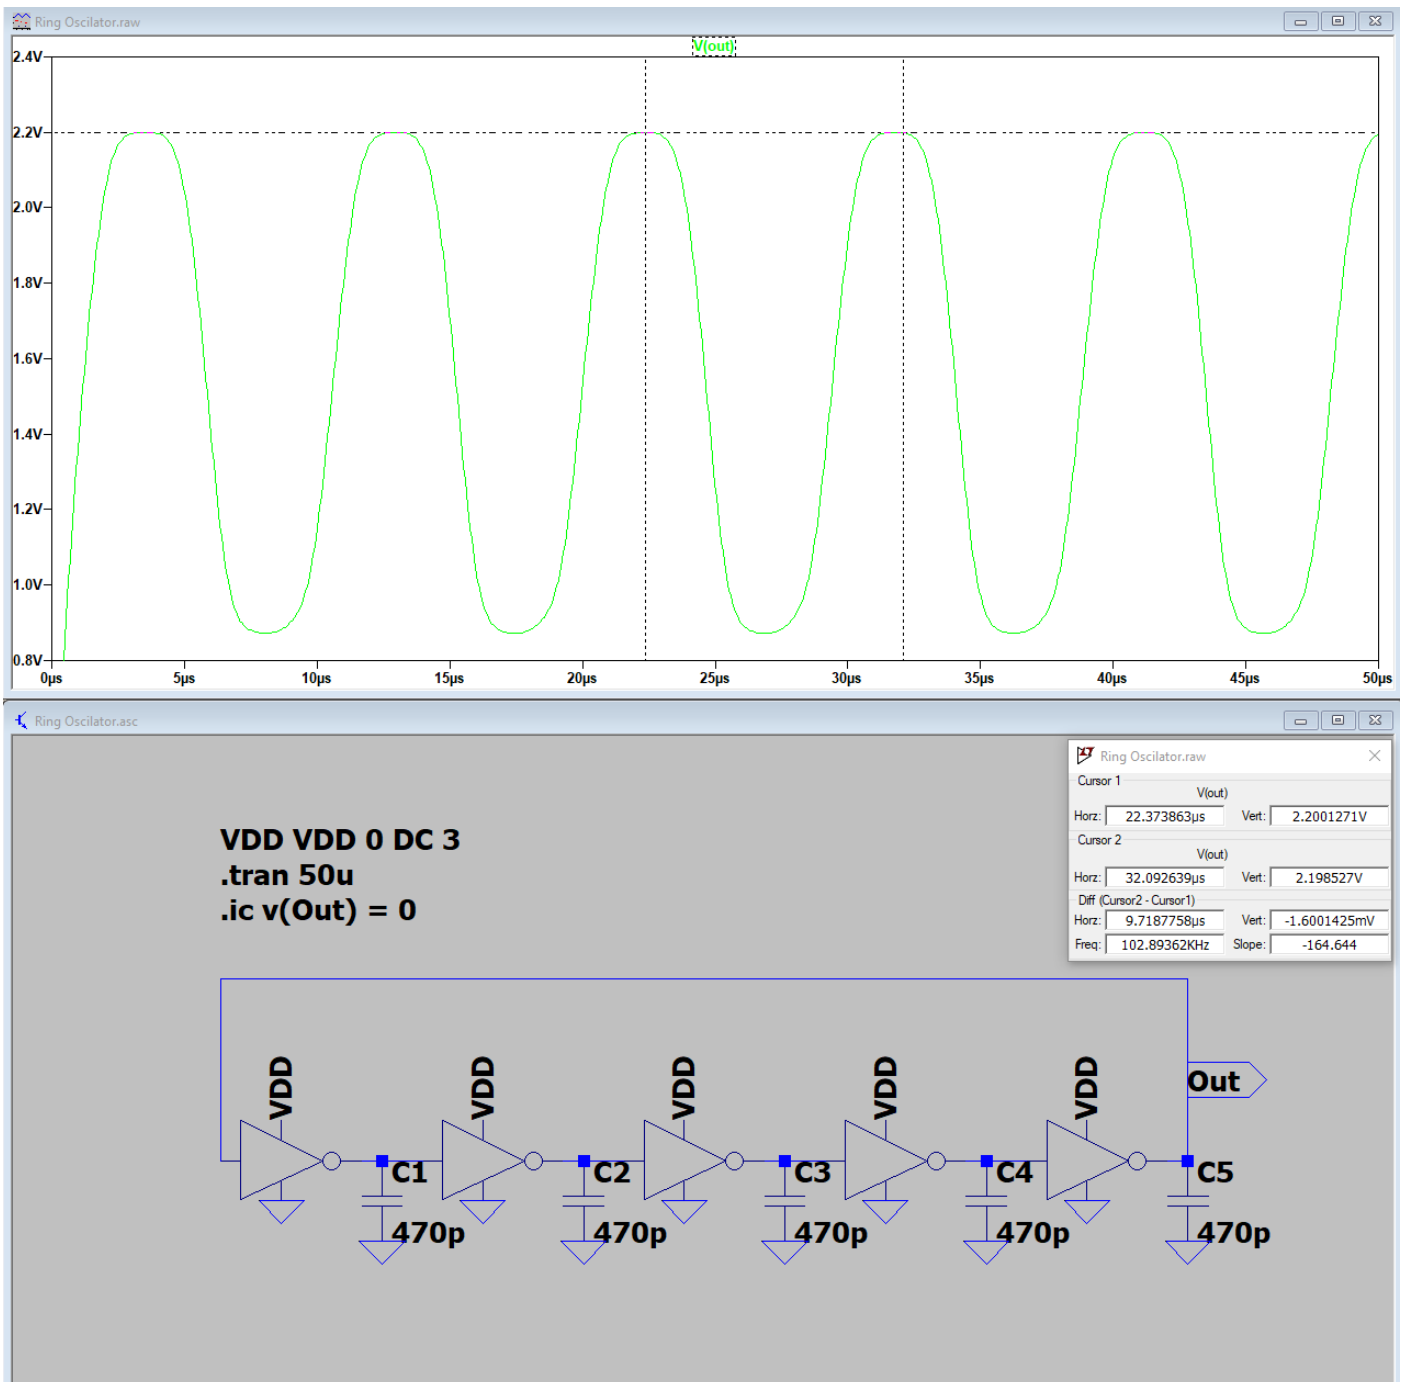 Ring Oscilator.raw
V(out)
2.4V
2.2V
2.0V
1.8V
1.6V
1.4V
1.2V
1.0V
0.8V
0µs 5µs 10µs 15µs 20µs 25µs 30µs 35µs 40µs 45µs 50µs
Ring Oscilator.asc
Ring Oscilator.raw
Cursor 1
V(out)
Horz: 22.373863µs Vert: 2.2001271V
Cursor 2
V(out)
Horz: 32.092639µs Vert: 2.198527V
Diff (Cursor2 - Cursor1)
Horz: 9.7187758µs Vert: -1.6001425mV
Freq: 102.89362KHz Slope: -164.644
VDD VDD 0 DC 3
.tran 50u
.ic v(Out) = 0
VDD VDD VDD VDD VDD
Out
C1 C2 C3 C4 C5
470p 470p 470p 470p 470p